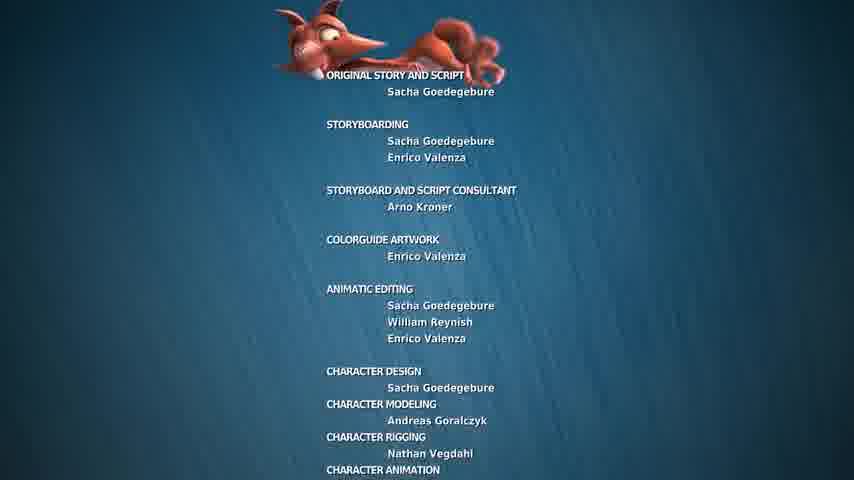 ORIGINAL STORY AND SCRIPT
Sacha Goedegebure
STORYBOARDING
Sacha Goedegebure
Enrico Valenza
STORYBOARD AND SCRIPT CONSULTANT
Arno Kroner
COLORGUIDE ARTWORK
Enrico Valenza
ANIMATIC EDITING
Sacha Goedegebure
William Reynish
Enrico Valenza
CHARACTER DESIGN
Sacha Goedegebure
CHARACTER MODELING
Andreas Goralczyk
CHARACTER RIGGING
Nathan Vegdahl
CHARACTER ANIMATION